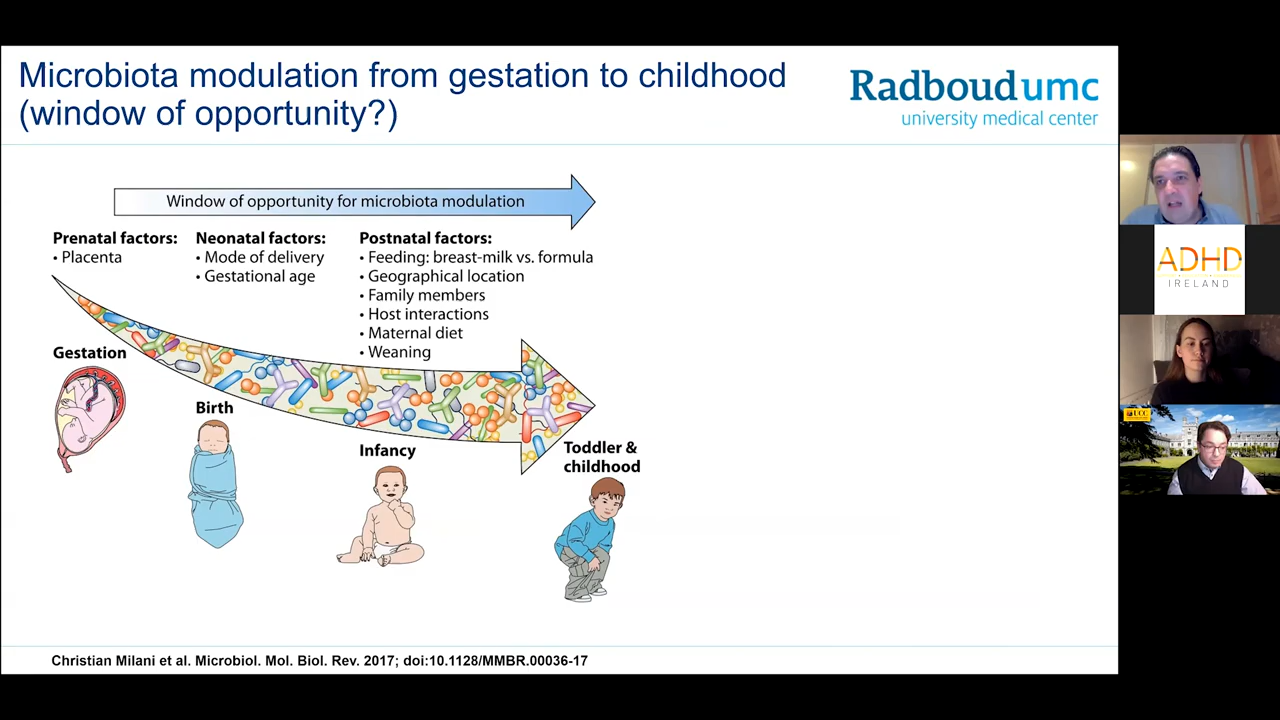 Microbiota modulation from gestation to childhood
(window of opportunity?)
Radboudumc
university medical center
Window of opportunity for microbiota modulation
Prenatal factors:
• Placenta
Neonatal factors:
• Mode of delivery
• Gestational age
Postnatal factors:
• Feeding: breast-milk vs. formula
• Geographical location
• Family members
• Host interactions
• Maternal diet
• Weaning
Gestation
Birth
Infancy
Toddler &
childhood
Christian Milani et al. Microbiol. Mol. Biol. Rev. 2017; doi:10.1128/MMBR.00036-17
ADHD
IRELAND
UCC